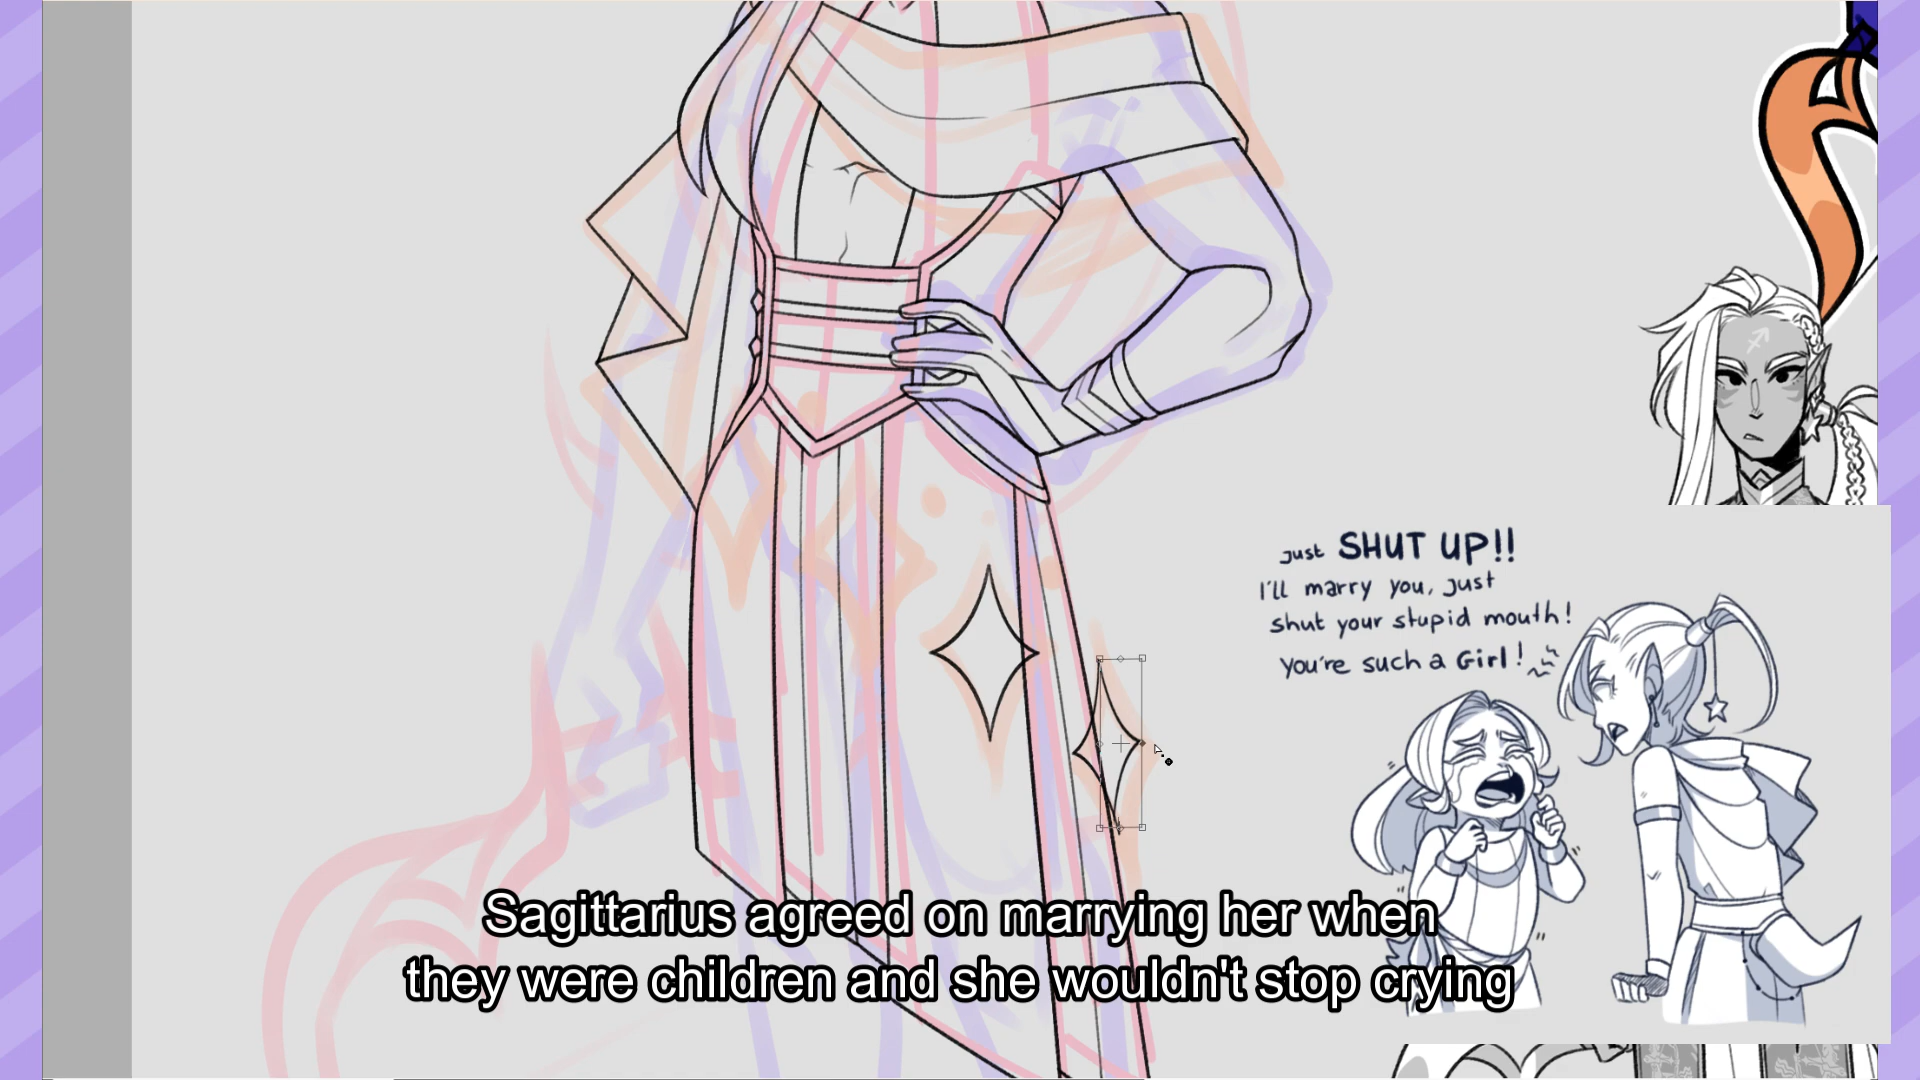 just SHUT UP!!
I'll marry you, just
shut your stupid mouth!
you're such a Girl!
Sagittarius agreed on marrying her when
they were children and she wouldn't stop crying